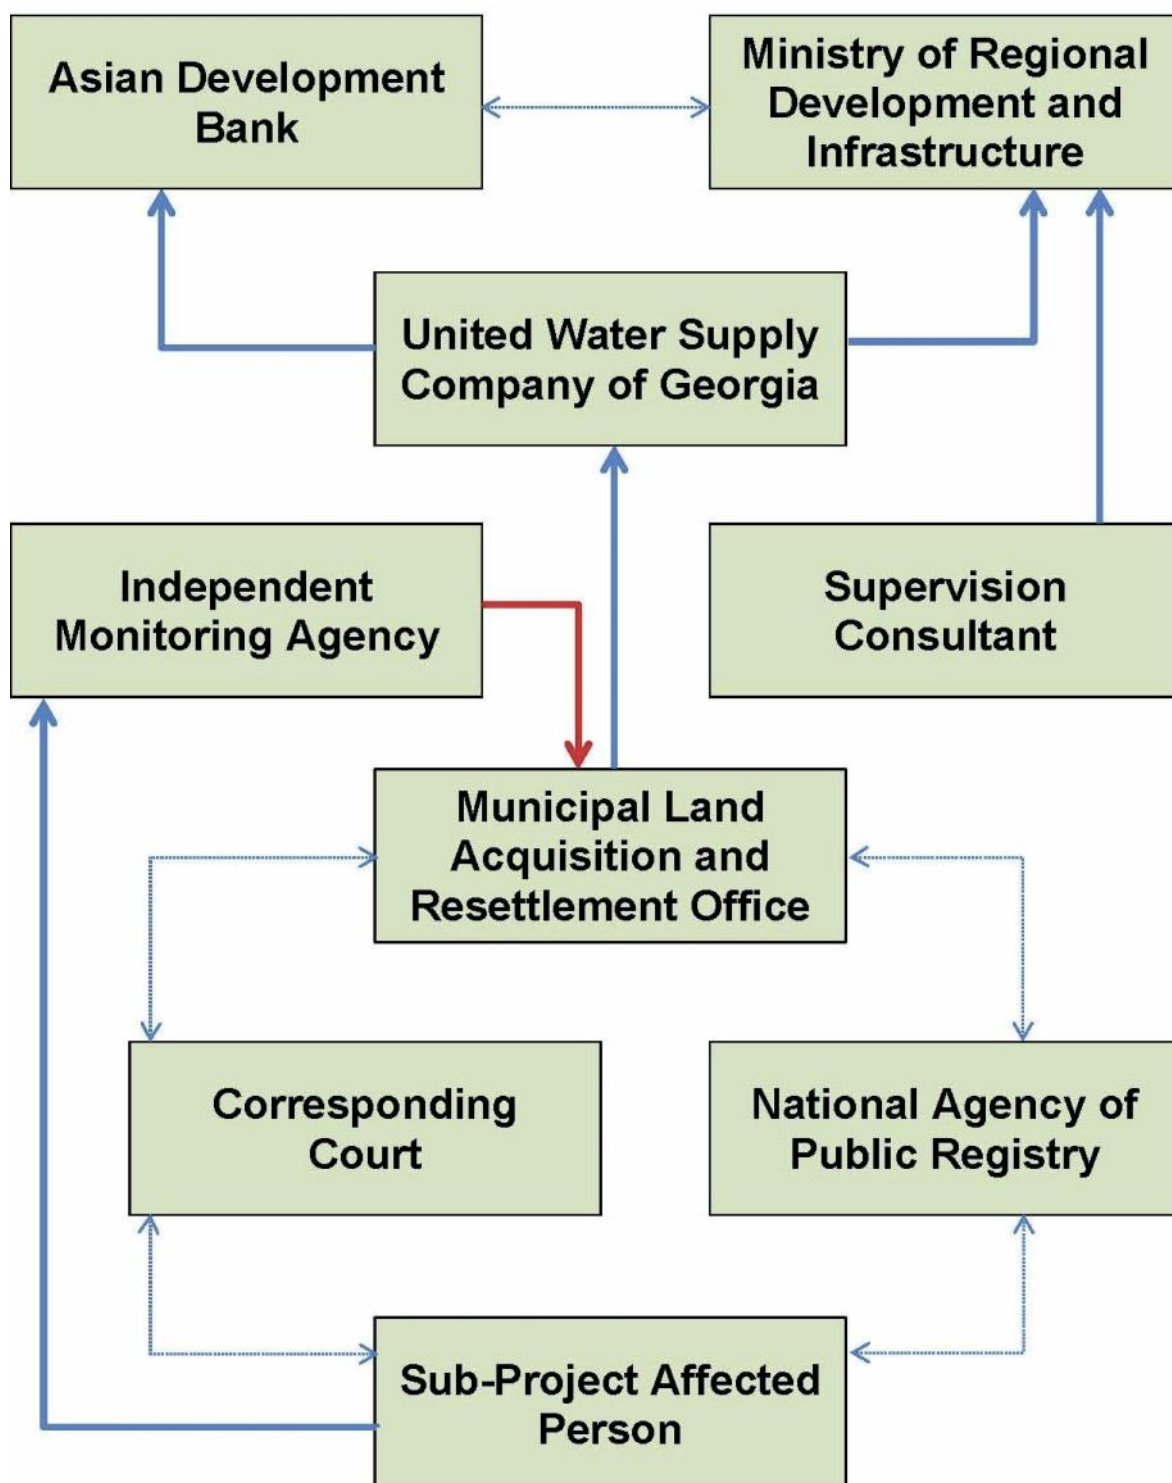 Asian Development
Bank
Ministry of Regional
Development and
Infrastructure
United Water Supply
Company of Georgia
Independent
Monitoring Agency
Supervision
Consultant
Municipal Land
Acquisition and
Resettlement Office
Corresponding
Court
National Agency of
Public Registry
Sub-Project Affected
Person